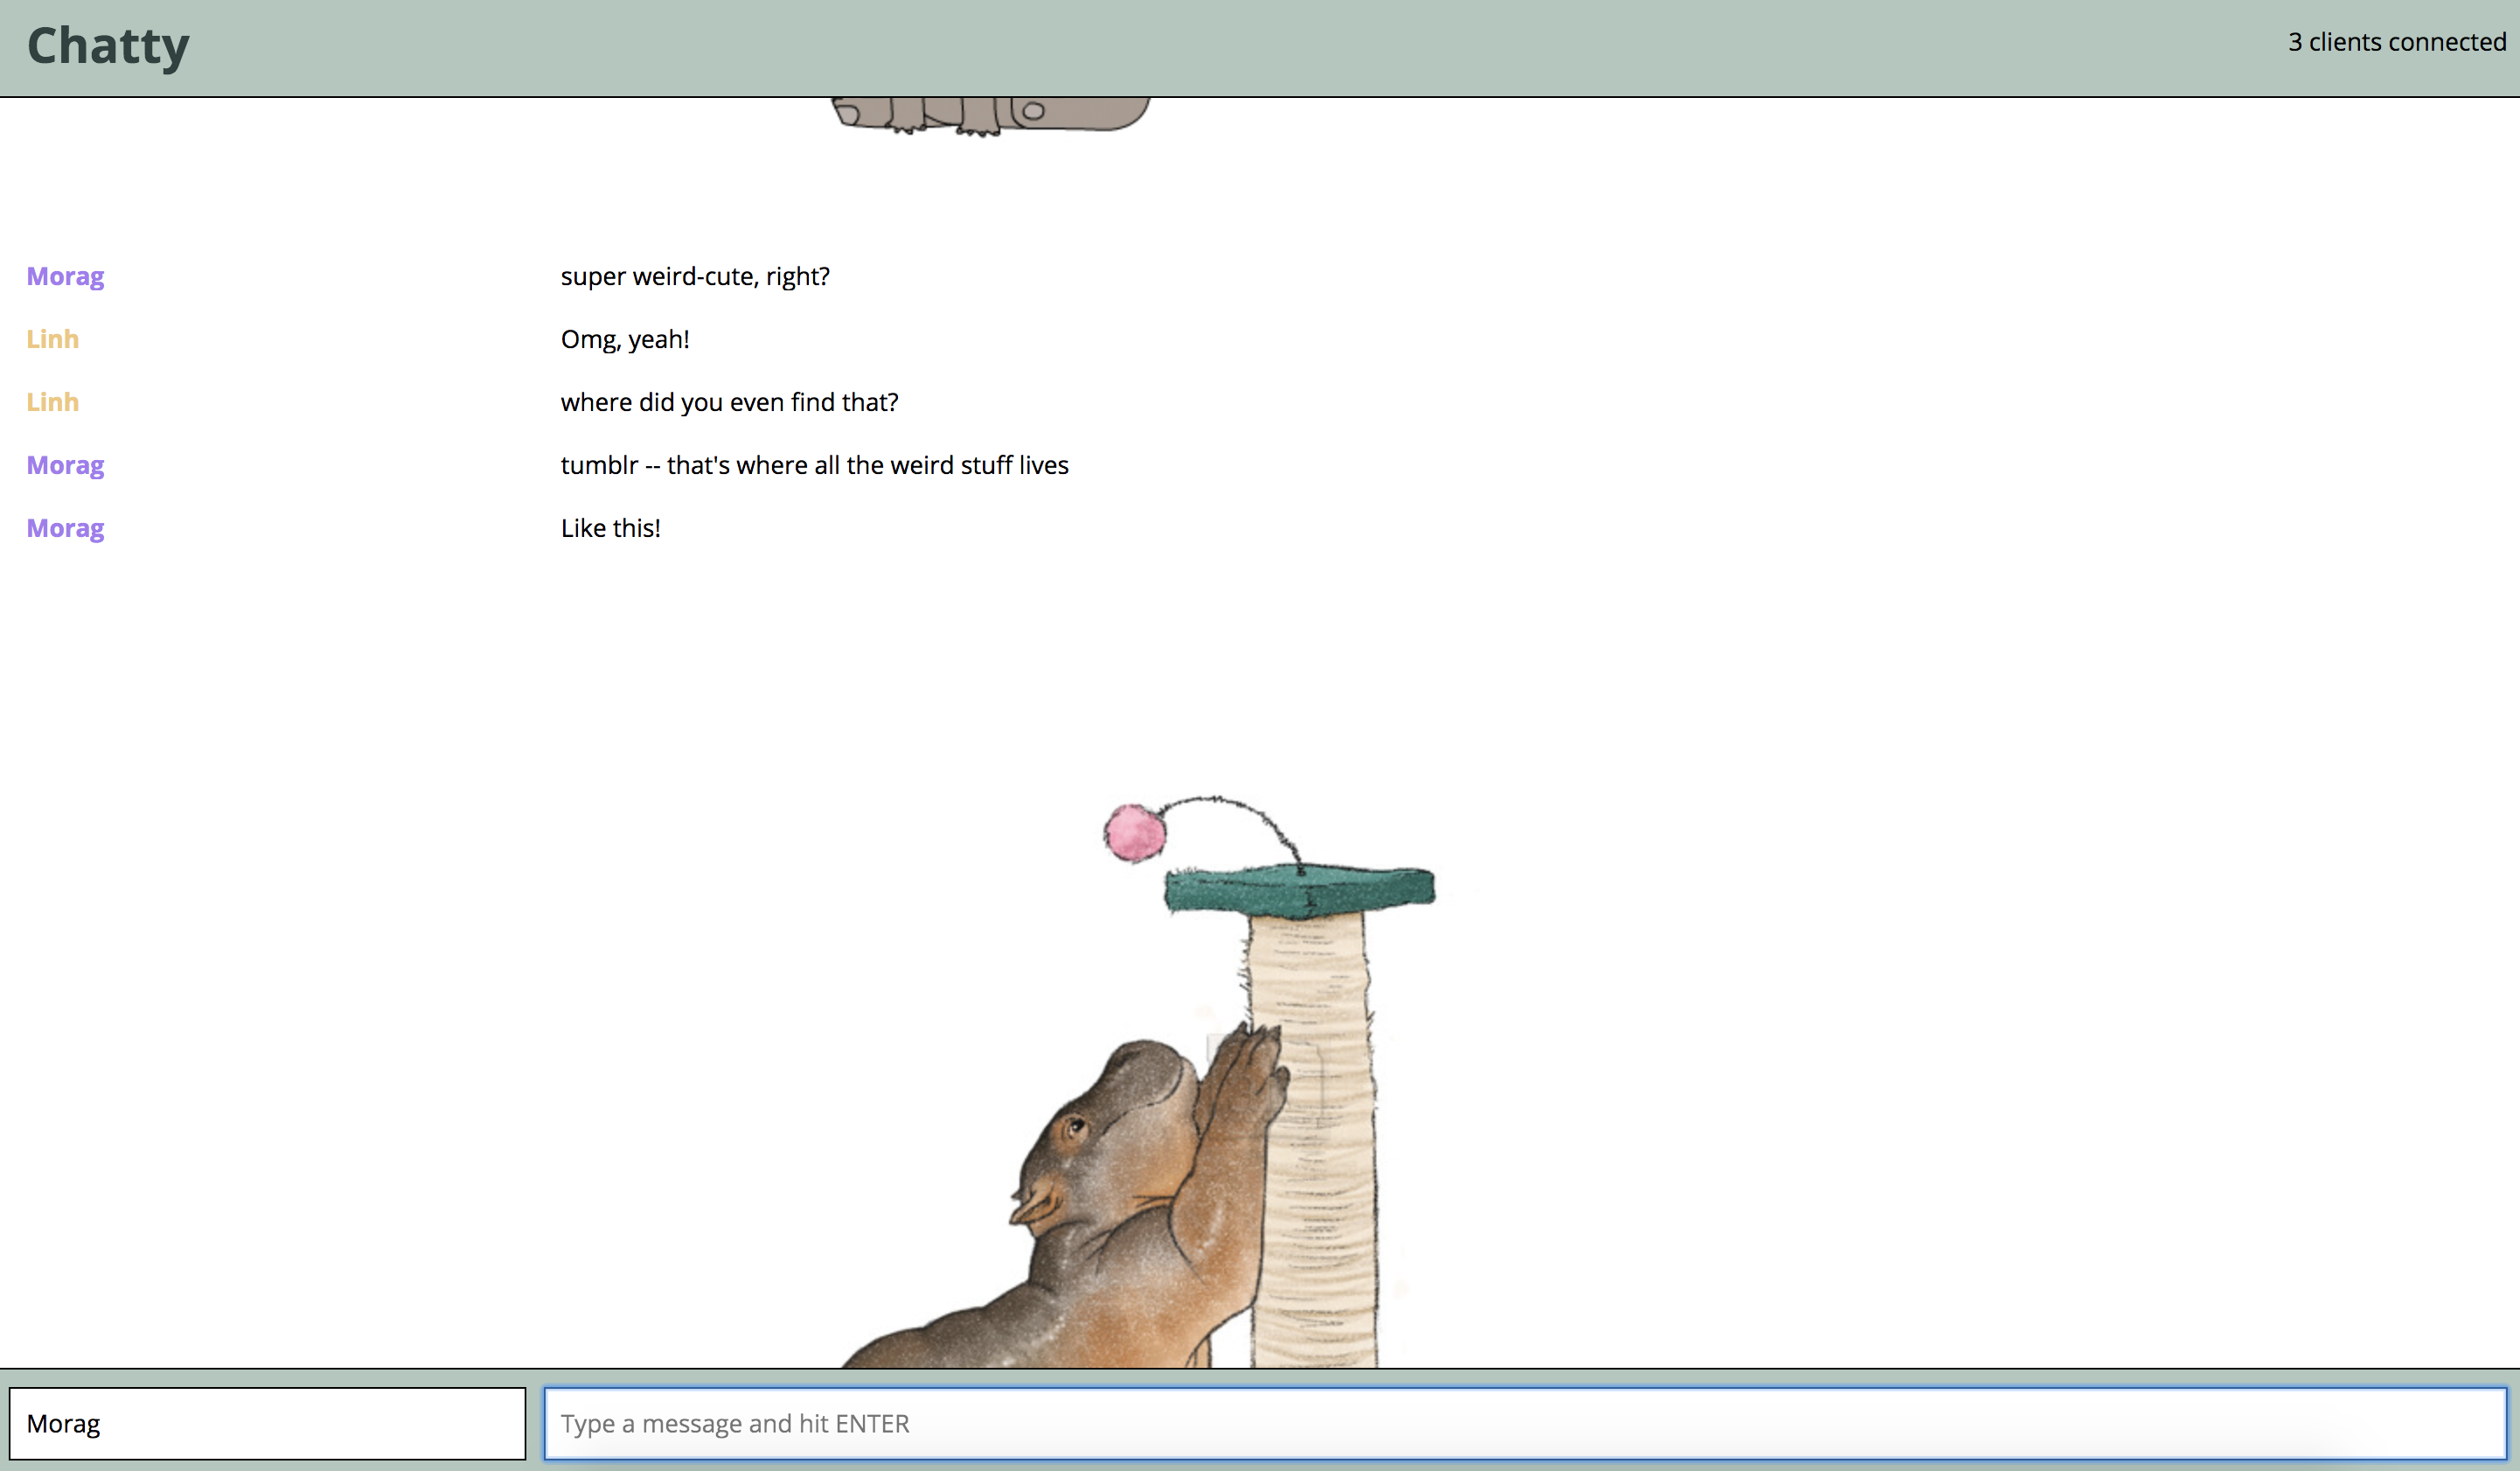 Chatty
3 clients connected
Morag super weird-cute, right?
Linh Omg, yeah!
Linh where did you even find that?
Morag tumblr -- that's where all the weird stuff lives
Morag Like this!
Morag Type a message and hit ENTER